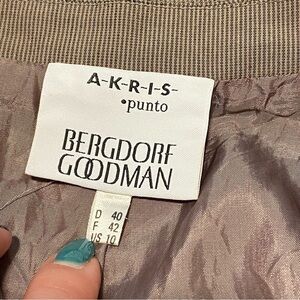 A-K-R-I-S-
•punto
BERGDORF
GOODMAN
D 40
F 42
US 10